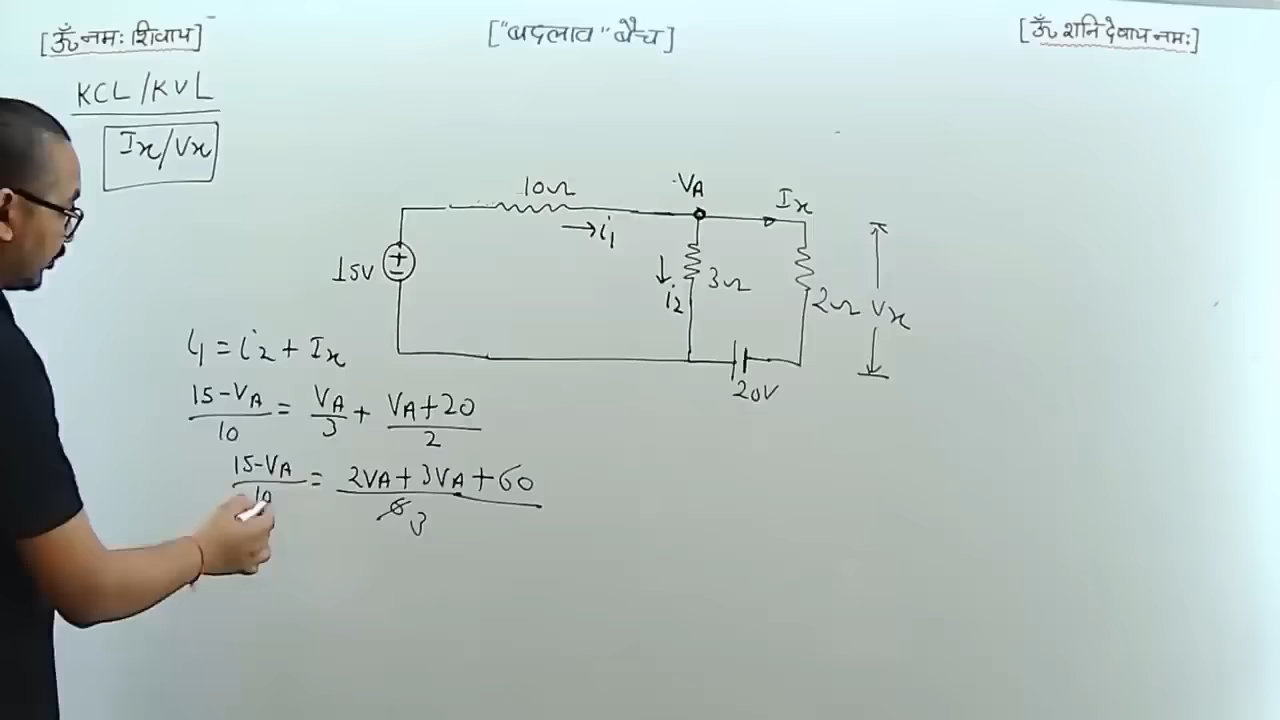 [ॐ नमः शिवाय]
["बदलाव" बैच]
[ॐ शनि देवाय नमः]
KCL/KVL
Ix/Vx
10Ω
VA
Ix
→i1
15V
+
−
i2
3Ω
2Ω
Vx
20V
i1 = i2 + Ix
15-VA/10 = VA/3 + VA+20/2
15-VA/10 = 2VA + 3VA + 60/6
3